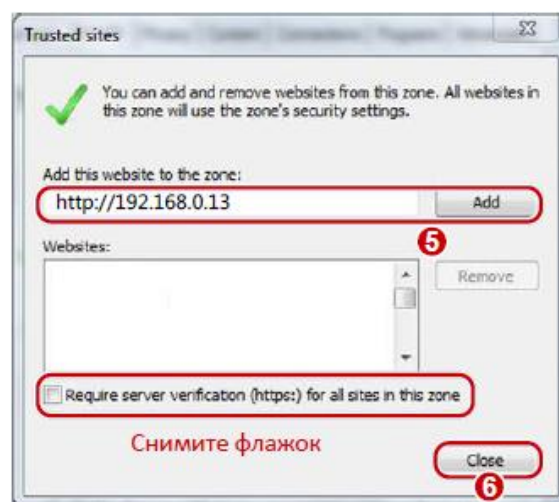 Trusted sites
You can add and remove websites from this zone. All websites in
this zone will use the zone's security settings.
Add this website to the zone:
http://192.168.0.13 Add
5
Websites:
Remove
Require server verification (https:) for all sites in this zone
Снимите флажок
Close
6